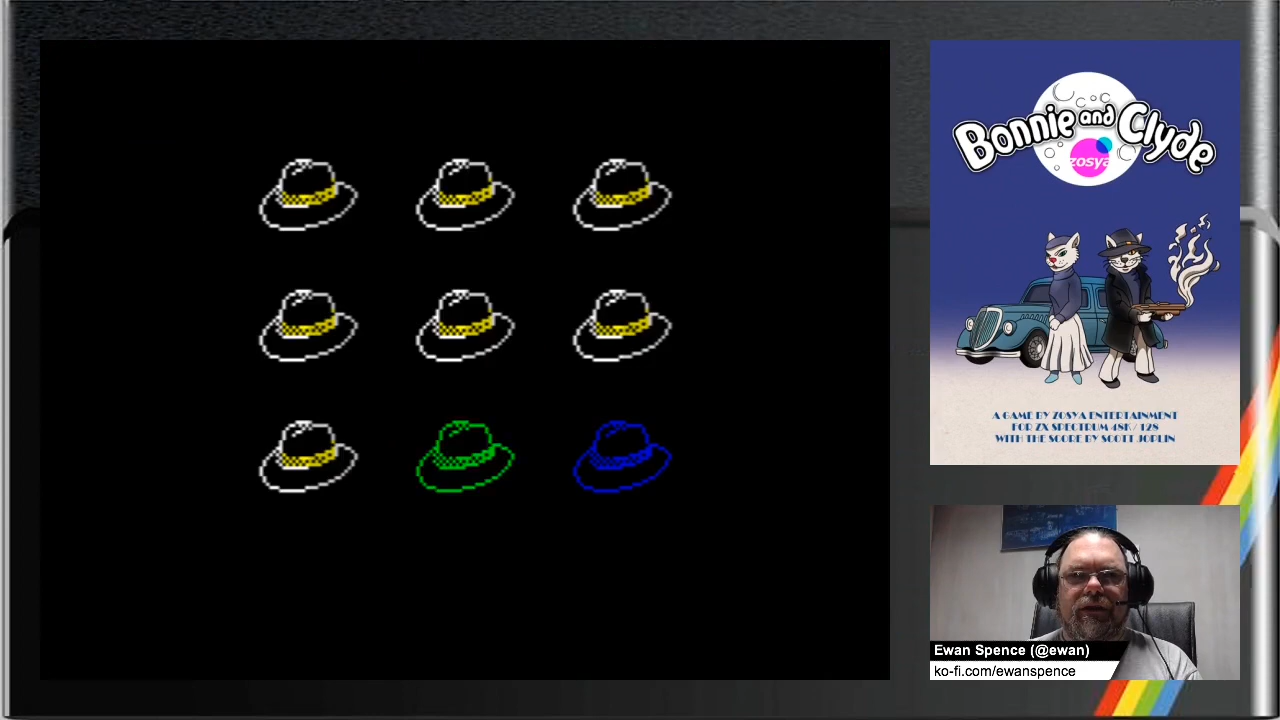 Bonnie and Clyde
zosya
A GAME BY ZOSYA ENTERTAINMENT
FOR ZX SPECTRUM 48K / 128
WITH THE SCORE BY SCOTT JOPLIN
Ewan Spence (@ewan)
ko-fi.com/ewanspence